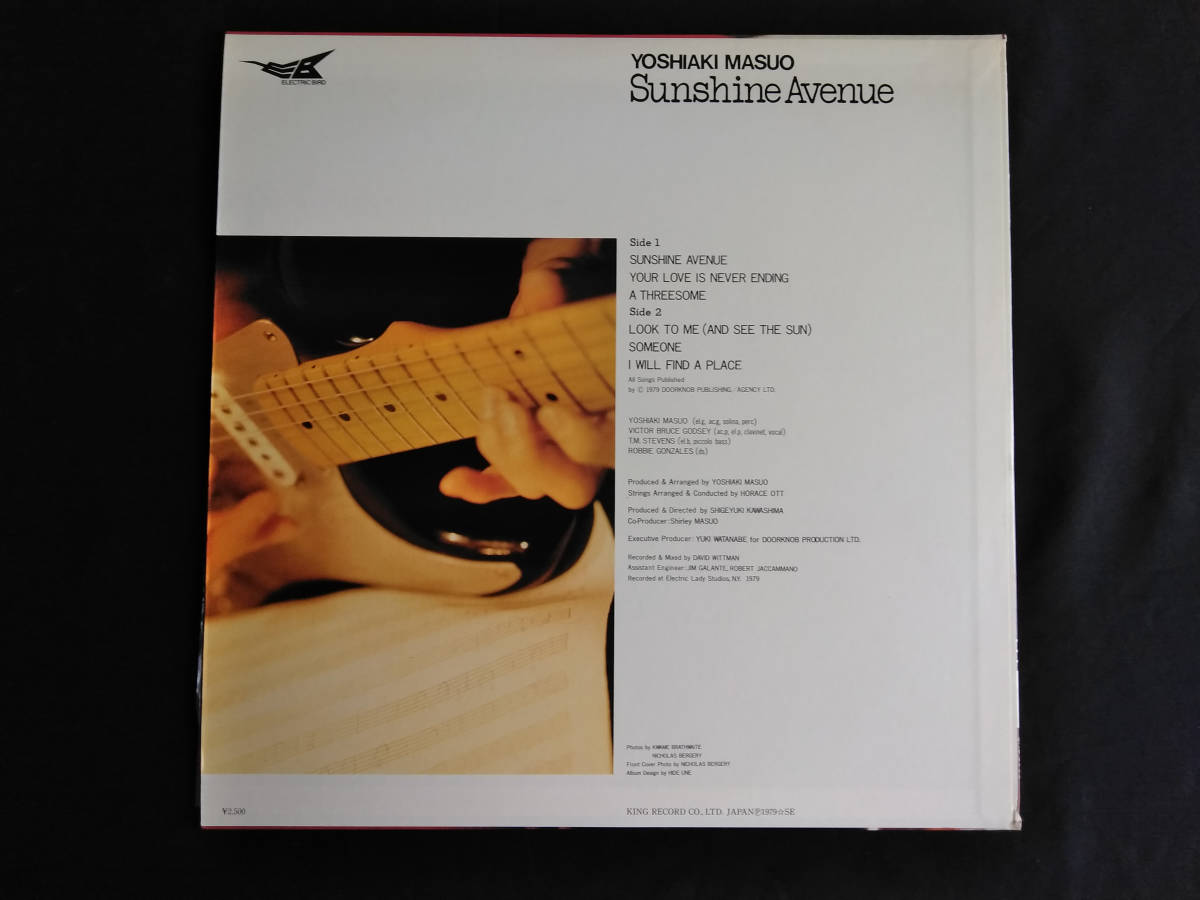 EB
ELECTRIC BIRD
YOSHIAKI MASUO
Sunshine Avenue
Side 1
SUNSHINE AVENUE
YOUR LOVE IS NEVER ENDING
A THREESOME
Side 2
LOOK TO ME (AND SEE THE SUN)
SOMEONE
I WILL FIND A PLACE
All Songs Published
by © 1979 DOORKNOB PUBLISHING, AGENCY LTD.
YOSHIAKI MASUO (el.g, ac.g, solina, perc)
VICTOR BRUCE GODSEY (ac.p, el.p, clavinet, vocal)
T.M. STEVENS (el.b, piccolo bass)
ROBBIE GONZALES (ds)
Produced & Arranged by YOSHIAKI MASUO
Strings Arranged & Conducted by HORACE OTT
Produced & Directed by SHIGEYUKI KAWASHIMA
Co-Producer: Shirley MASUO
Executive Producer: YUKI WATANABE for DOORKNOB PRODUCTION LTD.
Recorded & Mixed by DAVID WITTMAN
Assistant Engineer: JIM GALANTE, ROBERT JACCAMMANO
Recorded at Electric Lady Studios, N.Y. 1979
Photos by KWAME BRATHWAITE
NICHOLAS BERGERY
Front Cover Photo by NICHOLAS BERGERY
Album Design by HIDE UNE
¥2,500
KING RECORD CO., LTD. JAPAN Ⓟ1979☆SE